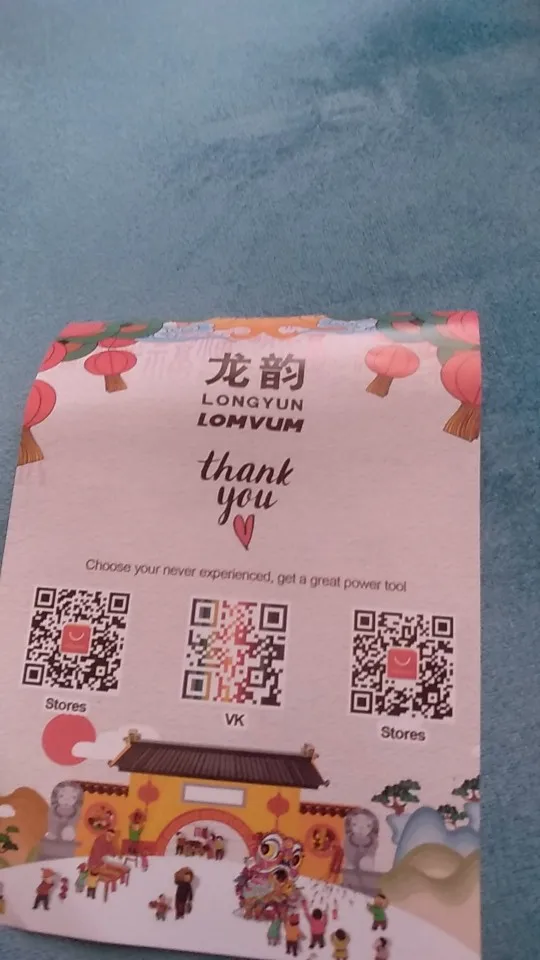 龙韵
LONGYUN
LOMVUM
thank
you
Choose your never experienced, get a great power tool
Stores
VK
Stores